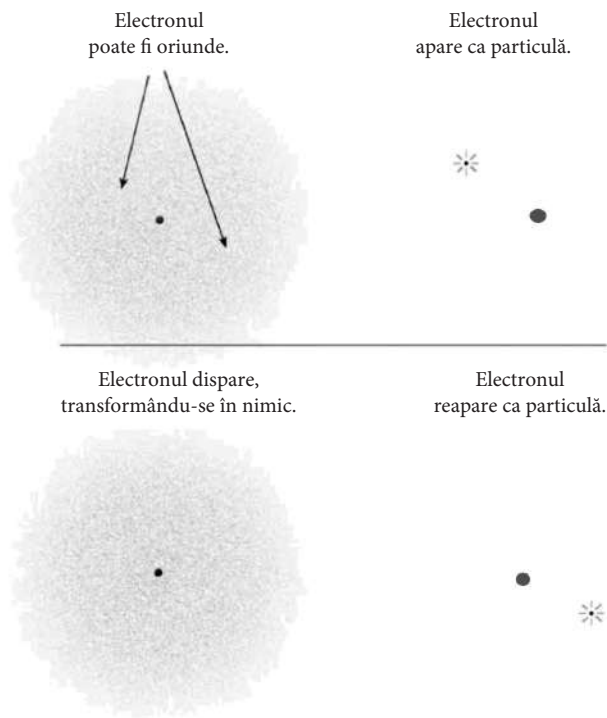 Electronul
poate fi oriunde.
Electronul
apare ca particulă.
Electronul dispare,
transformându-se în nimic.
Electronul
reapare ca particulă.